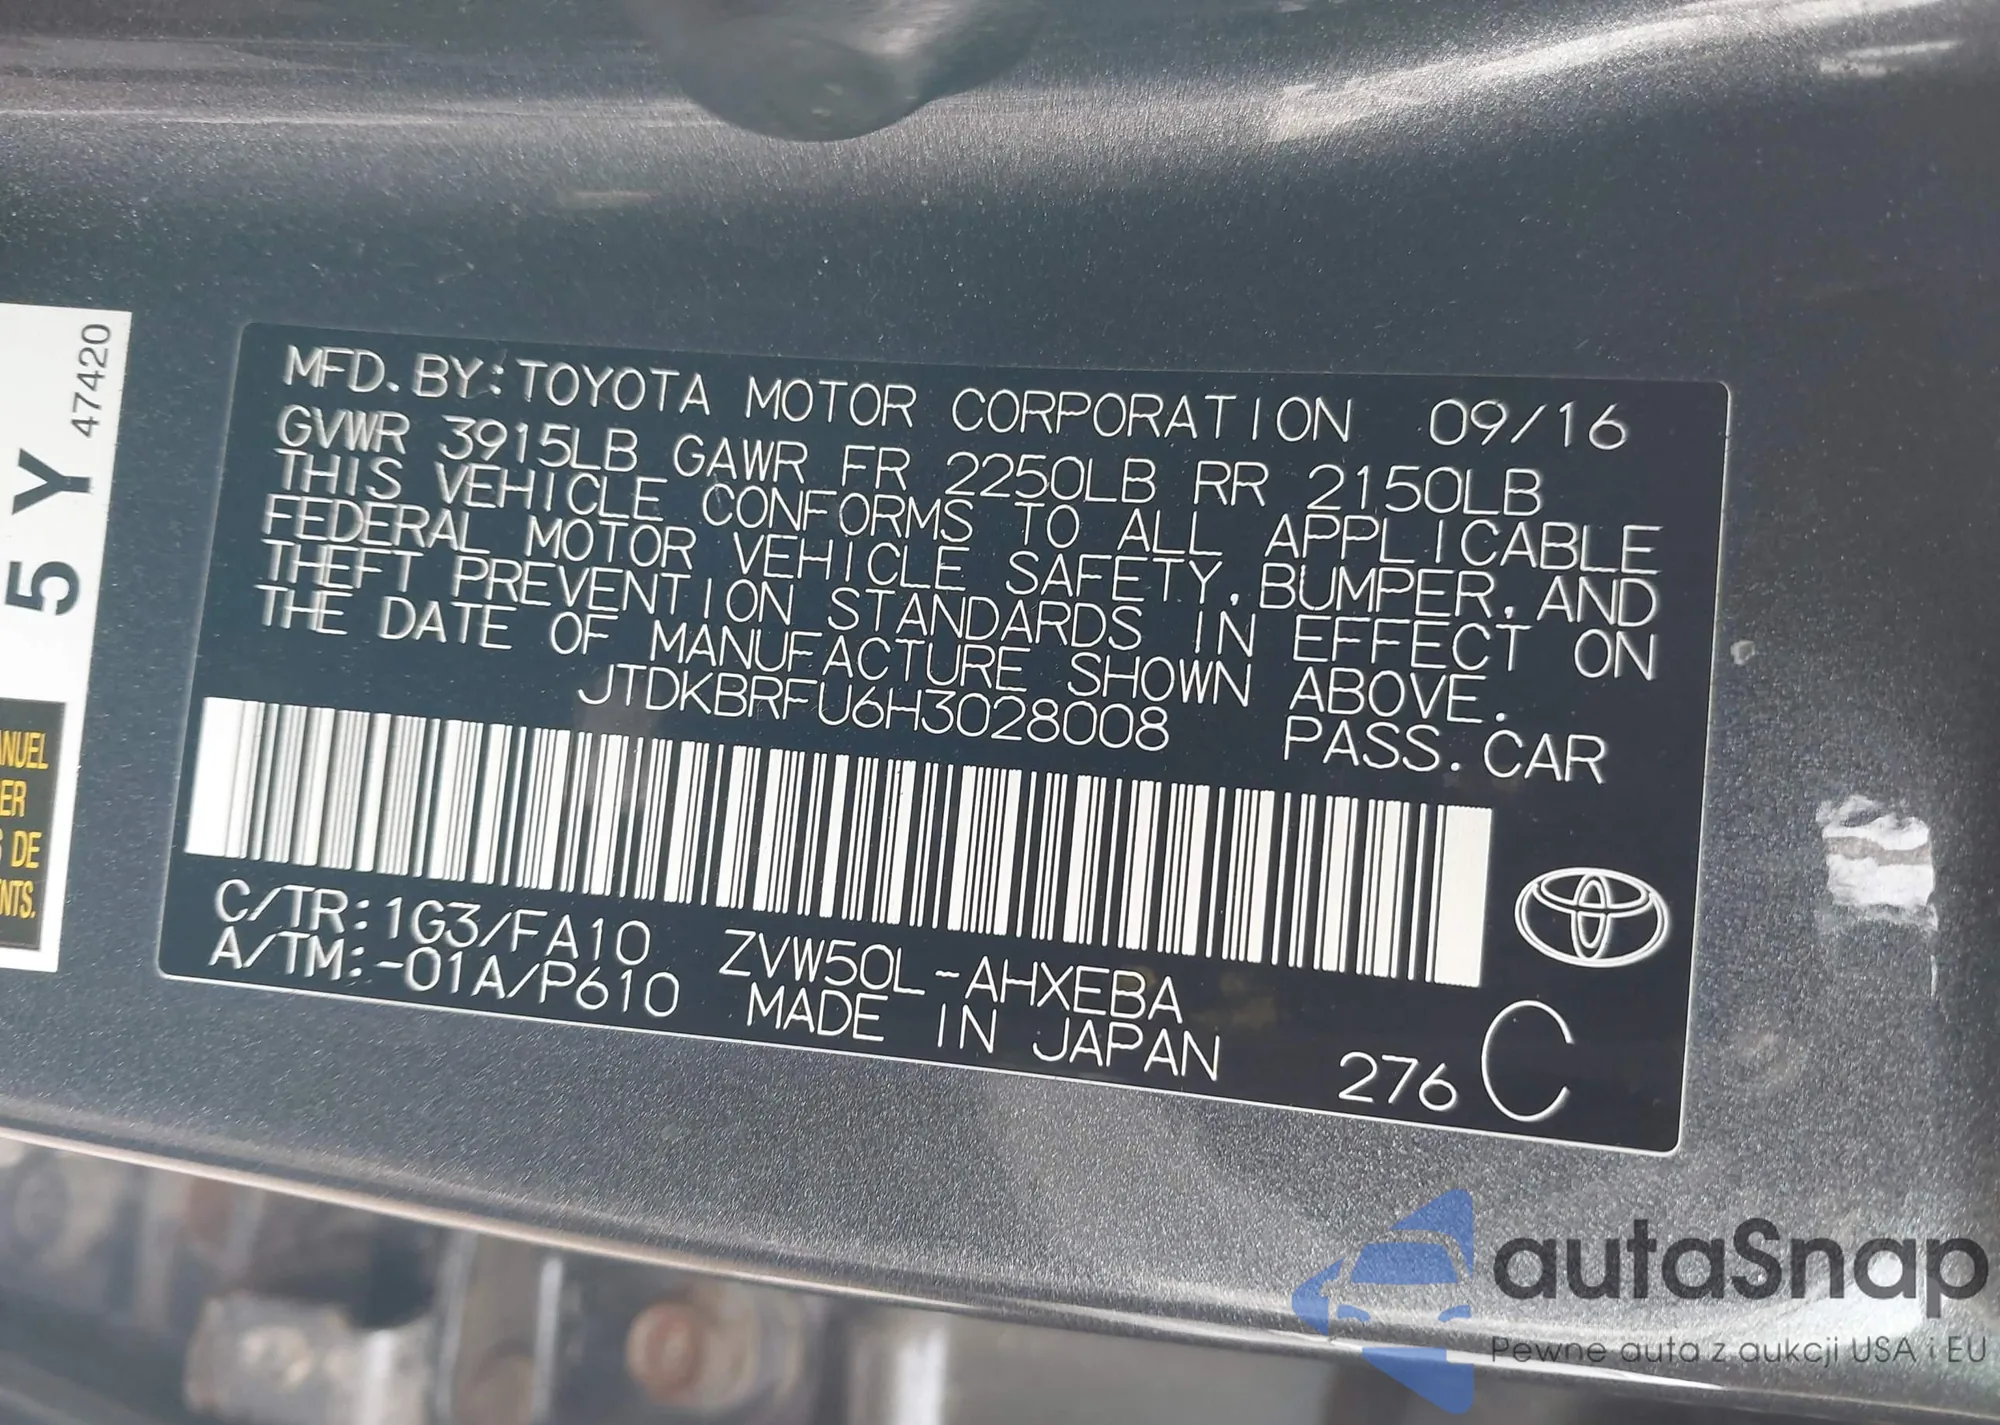 MFD. BY: TOYOTA MOTOR CORPORATION 09/16
GVWR 3915LB GAWR FR 2250LB RR 2150LB
THIS VEHICLE CONFORMS TO ALL APPLICABLE
FEDERAL MOTOR VEHICLE SAFETY, BUMPER, AND
THEFT PREVENTION STANDARDS IN EFFECT ON
THE DATE OF MANUFACTURE SHOWN ABOVE.
JTDKBRFU6H3028008 PASS. CAR
C/TR: 1G3/FA10 ZVW50L-AHXEBA
A/TM: -01A/P610 MADE IN JAPAN
276 C
5Y 47420
ANUEL
ER
S DE
NTS.
autaSnap
Pewne auta z aukcji USA i EU